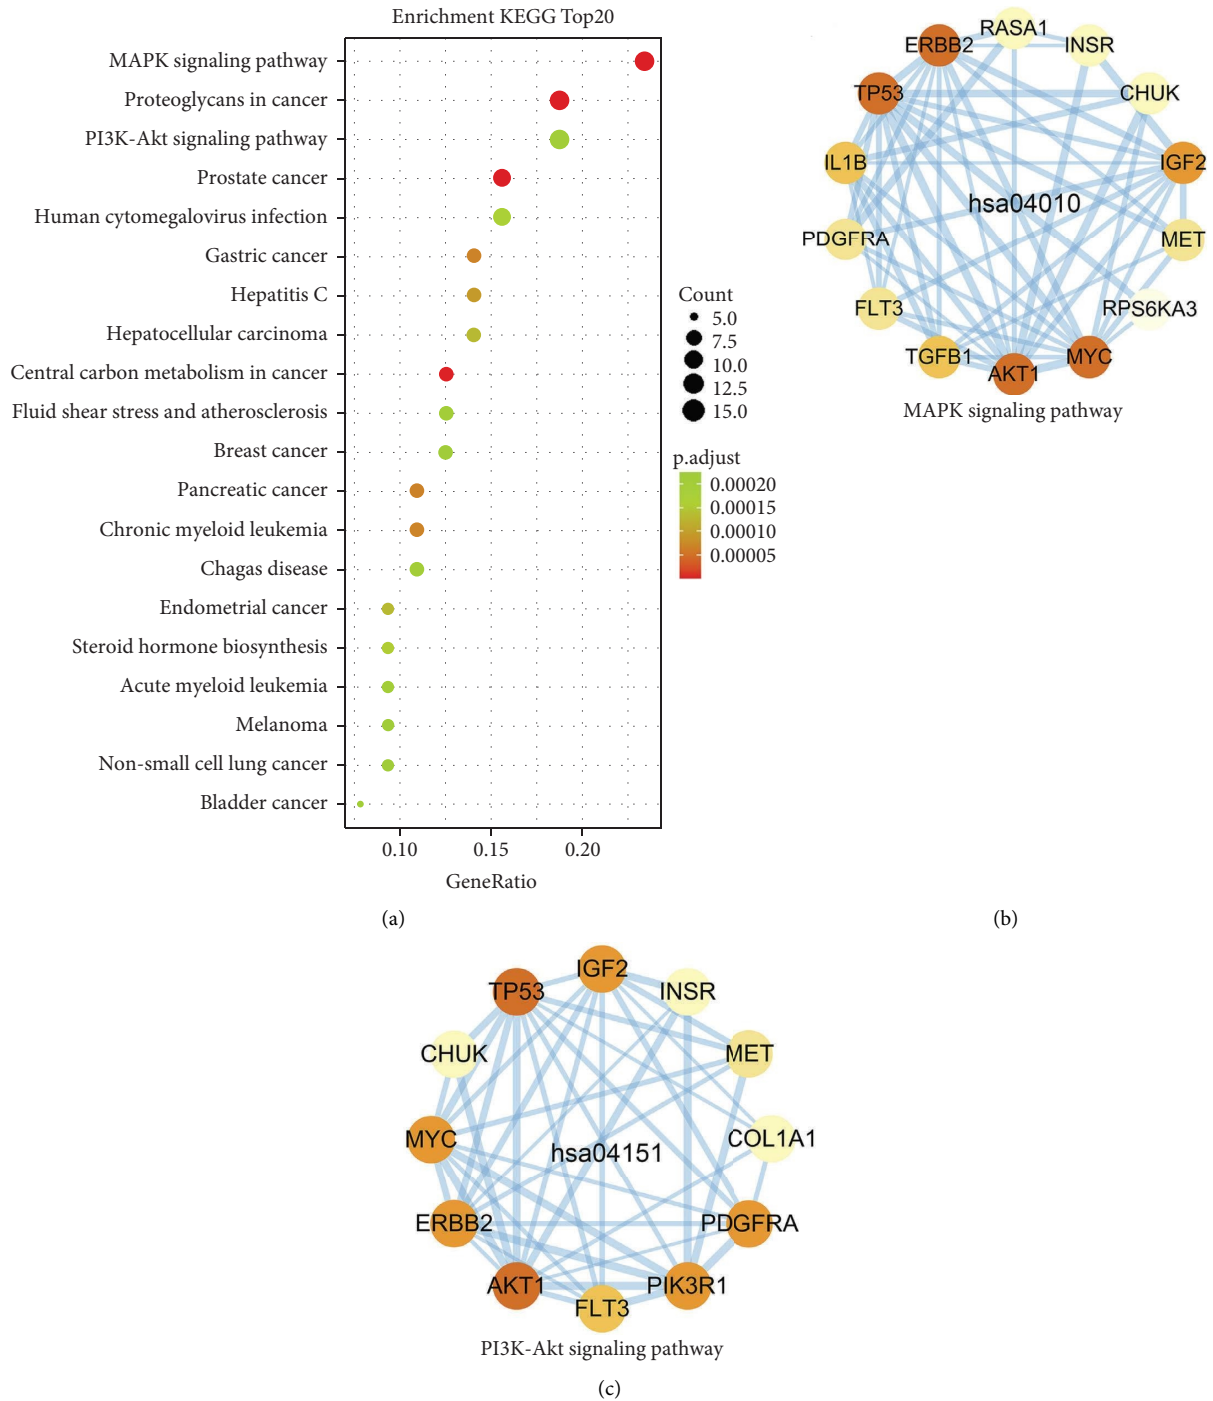 Enrichment KEGG Top20
MAPK signaling pathway
Proteoglycans in cancer
PI3K-Akt signaling pathway
Prostate cancer
Human cytomegalovirus infection
Gastric cancer
Hepatitis C
Hepatocellular carcinoma
Central carbon metabolism in cancer
Fluid shear stress and atherosclerosis
Breast cancer
Pancreatic cancer
Chronic myeloid leukemia
Chagas disease
Endometrial cancer
Steroid hormone biosynthesis
Acute myeloid leukemia
Melanoma
Non-small cell lung cancer
Bladder cancer
0.10 0.15 0.20
GeneRatio
Count
5.0
7.5
10.0
12.5
15.0
p.adjust
0.00020
0.00015
0.00010
0.00005
(a)
RASA1
ERBB2
INSR
TP53
CHUK
IL1B
IGF2
hsa04010
PDGFRA
MET
FLT3
RPS6KA3
TGFB1
MYC
AKT1
MAPK signaling pathway
(b)
IGF2
TP53
INSR
CHUK
MET
MYC
COL1A1
hsa04151
ERBB2
PDGFRA
AKT1
PIK3R1
FLT3
PI3K-Akt signaling pathway
(c)